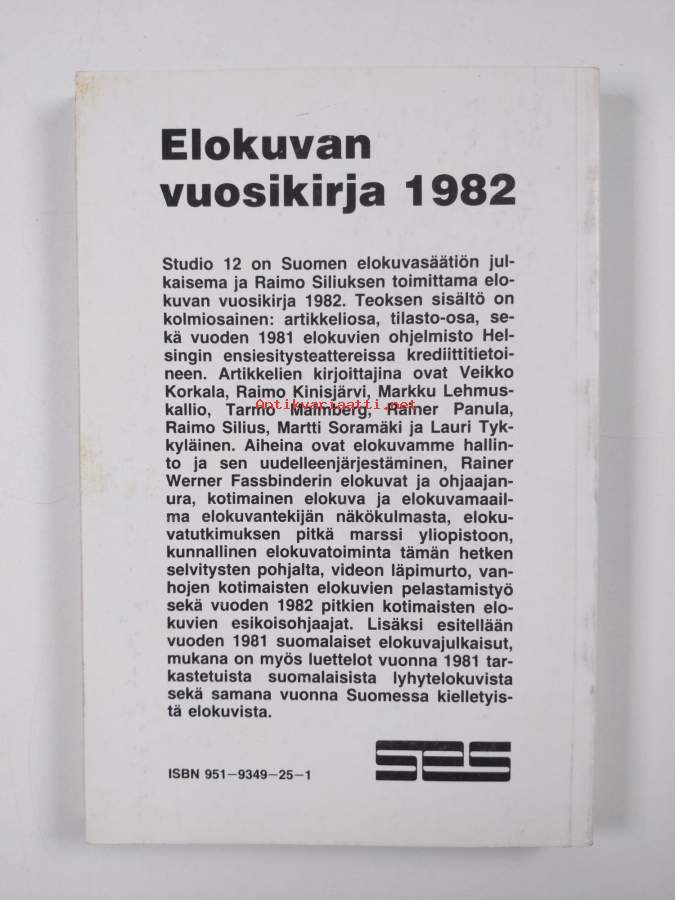 Elokuvan
vuosikirja 1982
Studio 12 on Suomen elokuvasäätiön jul-
kaisema ja Raimo Siliuksen toimittama elo-
kuvan vuosikirja 1982. Teoksen sisältö on
kolmiosainen: artikkeliosa, tilasto-osa, se-
kä vuoden 1981 elokuvien ohjelmisto Hel-
singin ensiesitysteattereissa krediittitietoi-
neen. Artikkelien kirjoittajina ovat Veikko
Korkala, Raimo Kinisjärvi, Markku Lehmus-
kallio, Tarmo Malmberg, Rainer Panula,
Antikvariaatti.net
Raimo Silius, Martti Soramäki ja Lauri Tyk-
kyläinen. Aiheina ovat elokuvamme hallin-
to ja sen uudelleenjärjestäminen, Rainer
Werner Fassbinderin elokuvat ja ohjaajan-
ura, kotimainen elokuva ja elokuvamaail-
ma elokuvantekijän näkökulmasta, eloku-
vatutkimuksen pitkä marssi yliopistoon,
kunnallinen elokuvatoiminta tämän hetken
selvitysten pohjalta, videon läpimurto, van-
hojen kotimaisten elokuvien pelastamistyö
sekä vuoden 1982 pitkien kotimaisten elo-
kuvien esikoisohjaajat. Lisäksi esitellään
vuoden 1981 suomalaiset elokuvajulkaisut,
mukana on myös luettelot vuonna 1981 tar-
kastetuista suomalaisista lyhytelokuvista
sekä samana vuonna Suomessa kielletyis-
tä elokuvista.
ses
ISBN 951–9349–25–1